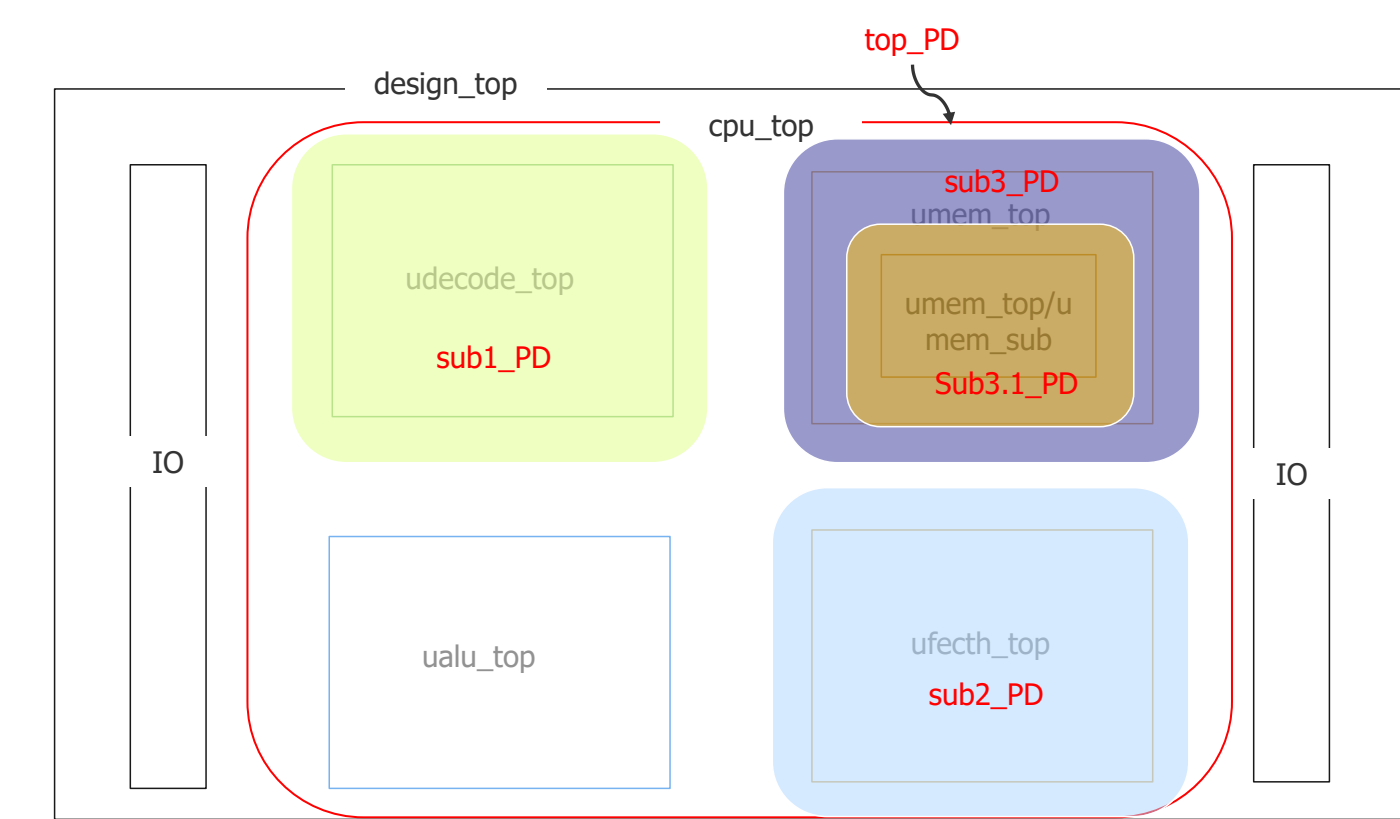 top_PD
design_top
cpu_top
sub3_PD
umem_top
udecode_top
umem_top/u
mem_sub
sub1_PD
Sub3.1_PD
IO
IO
ualu_top
ufecth_top
sub2_PD